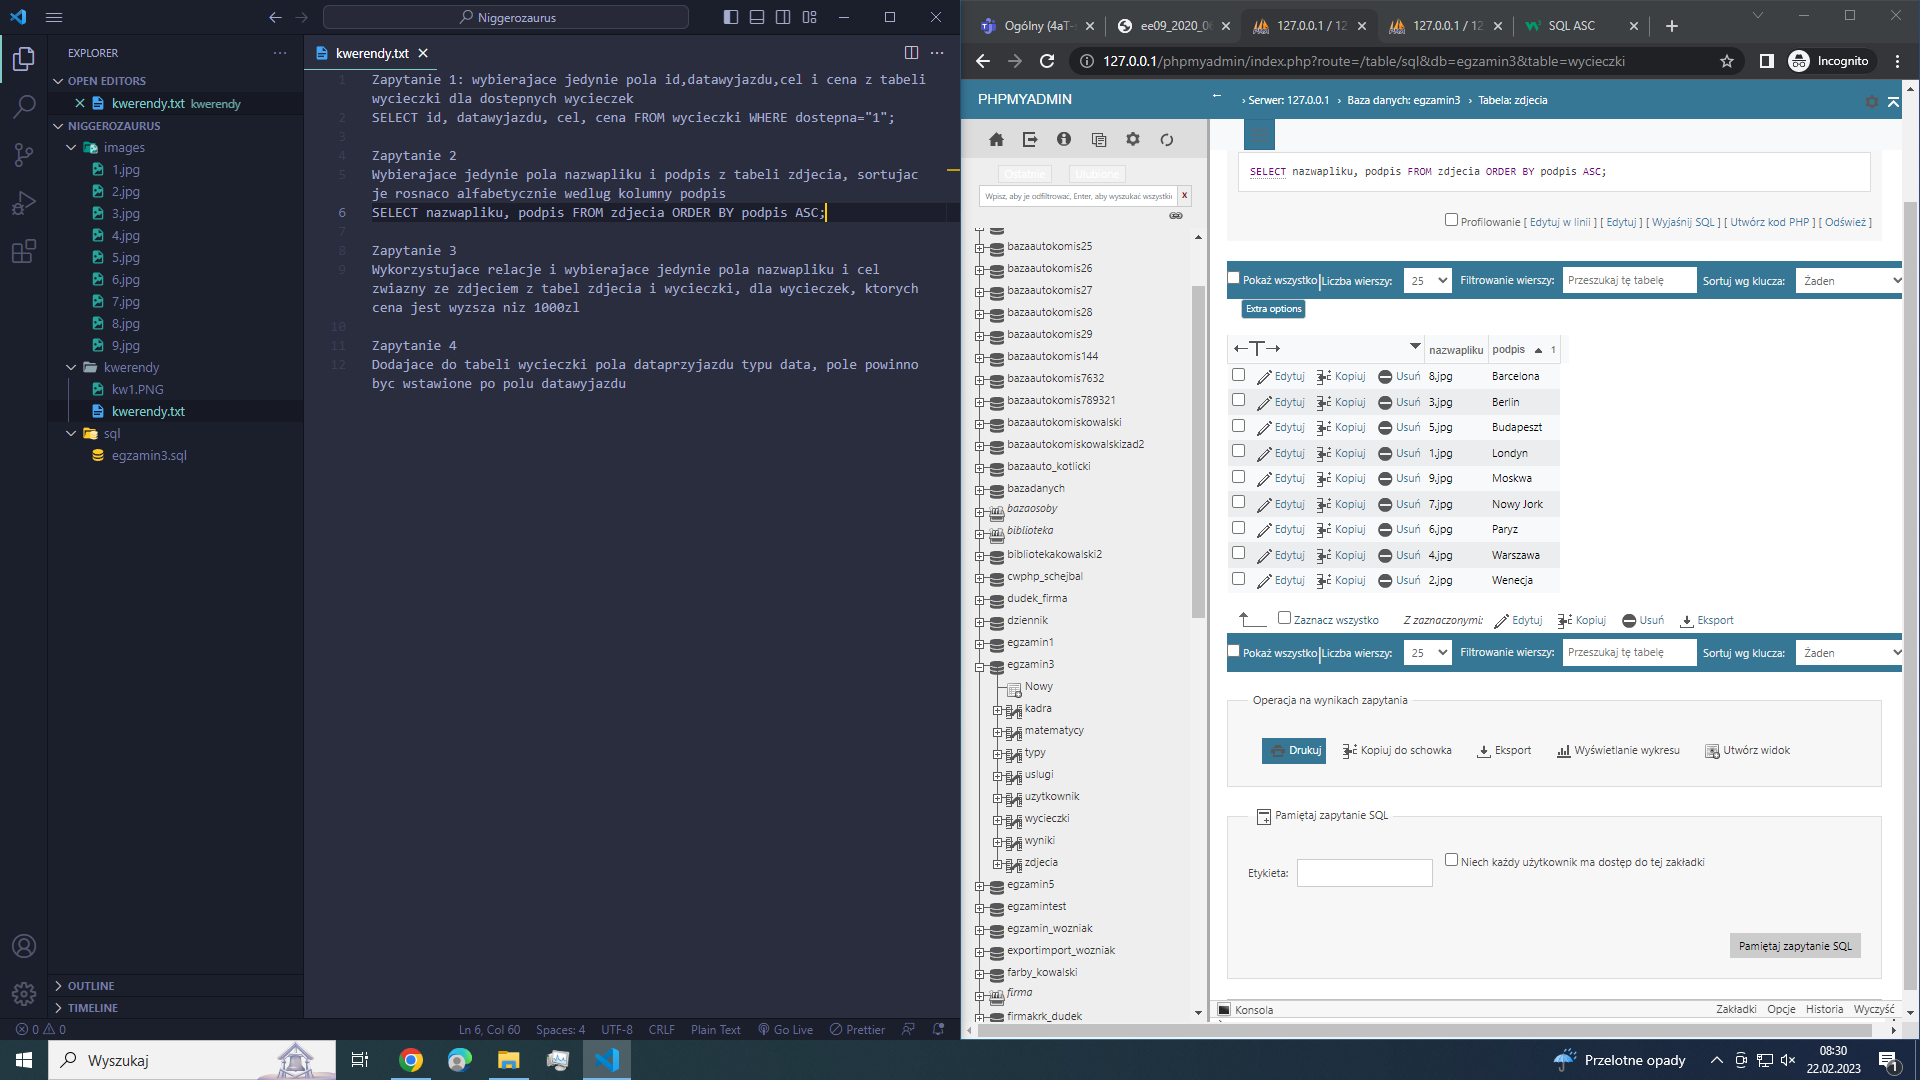 Niggerozaurus
EXPLORER
OPEN EDITORS
kwerendy.txt kwerendy
NIGGEROZAURUS
images
1.jpg
2.jpg
3.jpg
4.jpg
5.jpg
6.jpg
7.jpg
8.jpg
9.jpg
kwerendy
kw1.PNG
kwerendy.txt
sql
egzamin3.sql
OUTLINE
TIMELINE
kwerendy.txt
1 Zapytanie 1: wybierajace jedynie pola id,datawyjazdu,cel i cena z tabeli
wycieczki dla dostepnych wycieczek
2 SELECT id, datawyjazdu, cel, cena FROM wycieczki WHERE dostepna="1";
3
4 Zapytanie 2
5 Wybierajace jedynie pola nazwapliku i podpis z tabeli zdjecia, sortujac
je rosnaco alfabetycznie wedlug kolumny podpis
6 SELECT nazwapliku, podpis FROM zdjecia ORDER BY podpis ASC;
7
8 Zapytanie 3
9 Wykorzystujace relacje i wybierajace jedynie pola nazwapliku i cel
zwiazny ze zdjeciem z tabel zdjecia i wycieczki, dla wycieczek, ktorych
cena jest wyzsza niz 1000zl
10
11 Zapytanie 4
12 Dodajace do tabeli wycieczki pola dataprzyjazdu typu data, pole powinno
byc wstawione po polu datawyjazdu
0 0
Ln 6, Col 60
Spaces: 4
UTF-8
CRLF
Plain Text
Go Live
Prettier
Ogólny (4aT-
ee09_2020_06
127.0.0.1 / 12
127.0.0.1 / 12
SQL ASC
127.0.0.1/phpmyadmin/index.php?route=/table/sql&db=egzamin3&table=wycieczki
Incognito
PHPMYADMIN
Ostatnie
Ulubione
Wpisz, aby je odfiltrować, Enter, aby wyszukać wszystkie
X
bazaautokomis25
bazaautokomis26
bazaautokomis27
bazaautokomis28
bazaautokomis29
bazaautokomis144
bazaautokomis7632
bazaautokomis789321
bazaautokomiskowalski
bazaautokomiskowalskizad2
bazaauto_kotlicki
bazadanych
bazaosoby
biblioteka
bibliotekakowalski2
cwphp_schejbal
dudek_firma
dziennik
egzamin1
egzamin3
Nowy
kadra
matematycy
typy
uslugi
uzytkownik
wycieczki
wyniki
zdjecia
egzamin5
egzamintest
egzamin_wozniak
exportimport_wozniak
farby_kowalski
firma
firmakrk_dudek
› Serwer: 127.0.0.1 › Baza danych: egzamin3 › Tabela: zdjecia
SELECT nazwapliku, podpis FROM zdjecia ORDER BY podpis ASC;
Profilowanie [ Edytuj w linii ] [ Edytuj ] [ Wyjaśnij SQL ] [ Utwórz kod PHP ] [ Odśwież ]
Pokaż wszystko Liczba wierszy: 25 Filtrowanie wierszy: Przeszukaj tę tabelę Sortuj wg klucza: Żaden
Extra options
nazwapliku podpis 1
Edytuj Kopiuj Usuń 8.jpg Barcelona
Edytuj Kopiuj Usuń 3.jpg Berlin
Edytuj Kopiuj Usuń 5.jpg Budapeszt
Edytuj Kopiuj Usuń 1.jpg Londyn
Edytuj Kopiuj Usuń 9.jpg Moskwa
Edytuj Kopiuj Usuń 7.jpg Nowy Jork
Edytuj Kopiuj Usuń 6.jpg Paryz
Edytuj Kopiuj Usuń 4.jpg Warszawa
Edytuj Kopiuj Usuń 2.jpg Wenecja
Zaznacz wszystko Z zaznaczonymi: Edytuj Kopiuj Usuń Eksport
Pokaż wszystko Liczba wierszy: 25 Filtrowanie wierszy: Przeszukaj tę tabelę Sortuj wg klucza: Żaden
Operacja na wynikach zapytania
Drukuj Kopiuj do schowka Eksport Wyświetlanie wykresu Utwórz widok
Pamiętaj zapytanie SQL
Etykieta:
Niech każdy użytkownik ma dostęp do tej zakładki
Pamiętaj zapytanie SQL
Konsola
Zakładki Opcje Historia Wyczyść
Wyszukaj
Przelotne opady
08:30
22.02.2023
1